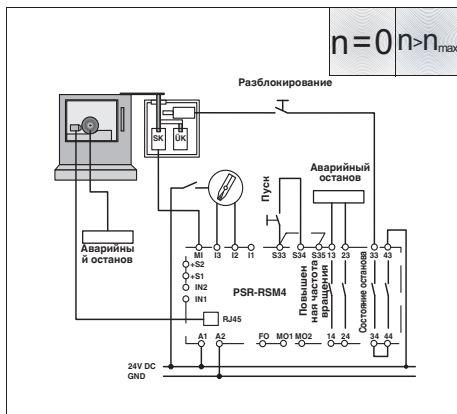 n=0 n>nmax
Разблокирование
SK ÜK
Аварийный
останов
Пуск
Аварийны
й останов
MI I3 I2 I1 S33 S34 S35 13 23 33 43
+S2
+S1
IN2
IN1
PSR-RSM4
Повышен
ная частота
вращения
Состояние останова
RJ45
A1 A2 FO MO1 MO2 14 24 34 44
24V DC
GND